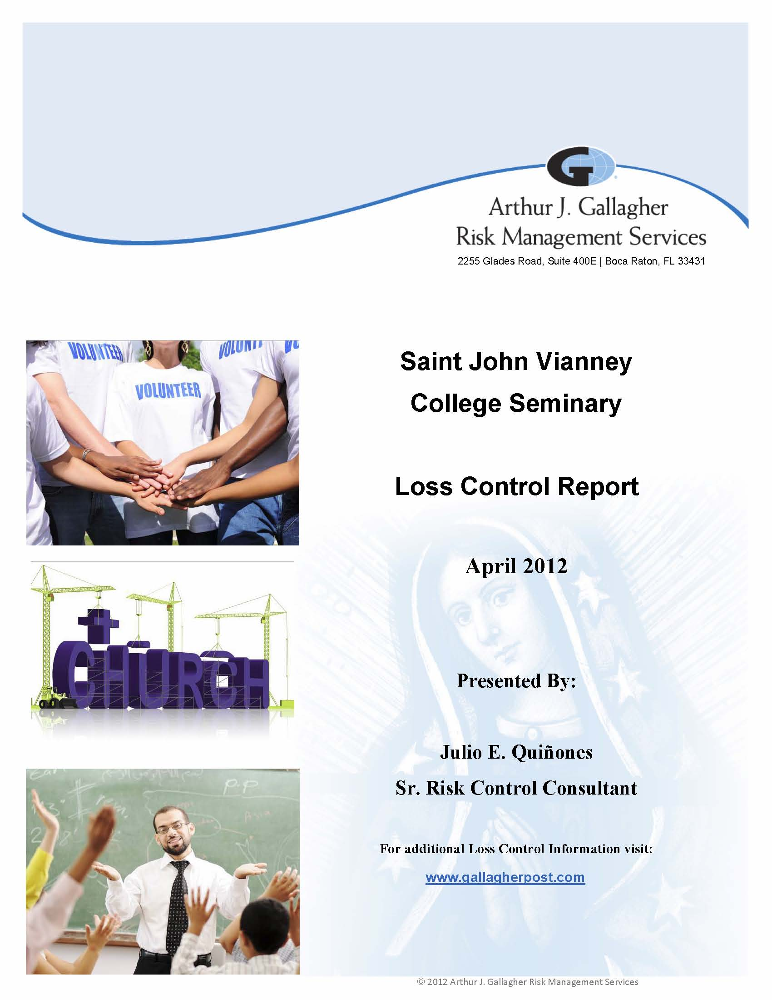 G
Arthur J. Gallagher
Risk Management Services
2255 Glades Road, Suite 400E | Boca Raton, FL 33431
VOLUNTEER
VOLUNTEER
Saint John Vianney
College Seminary
Loss Control Report
April 2012
CHURCH
Presented By:
Julio E. Quiñones
Sr. Risk Control Consultant
P.P
For additional Loss Control Information visit:
www.gallagherpost.com
© 2012 Arthur J. Gallagher Risk Management Services